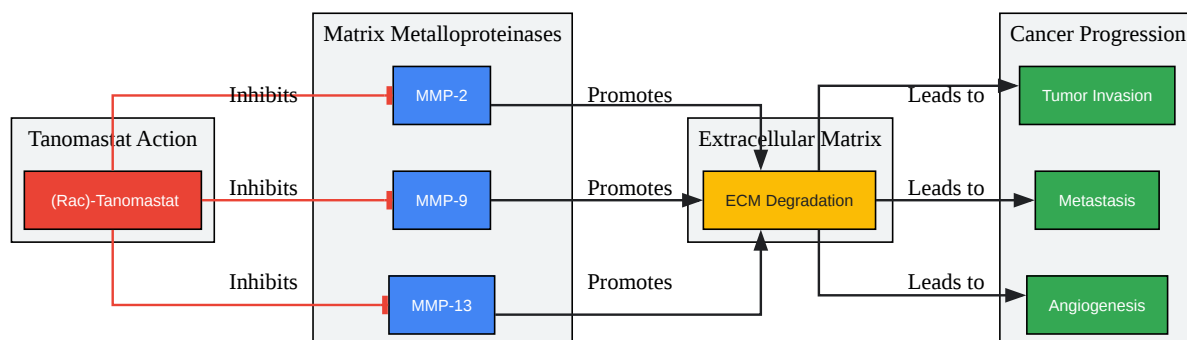 Matrix Metalloproteinases
Cancer Progression
Inhibits
MMP-2
Promotes
Leads to
Tumor Invasion
Tanomastat Action
Extracellular Matrix
(Rac)-Tanomastat
Inhibits
MMP-9
Promotes
ECM Degradation
Leads to
Metastasis
Inhibits
MMP-13
Promotes
Leads to
Angiogenesis